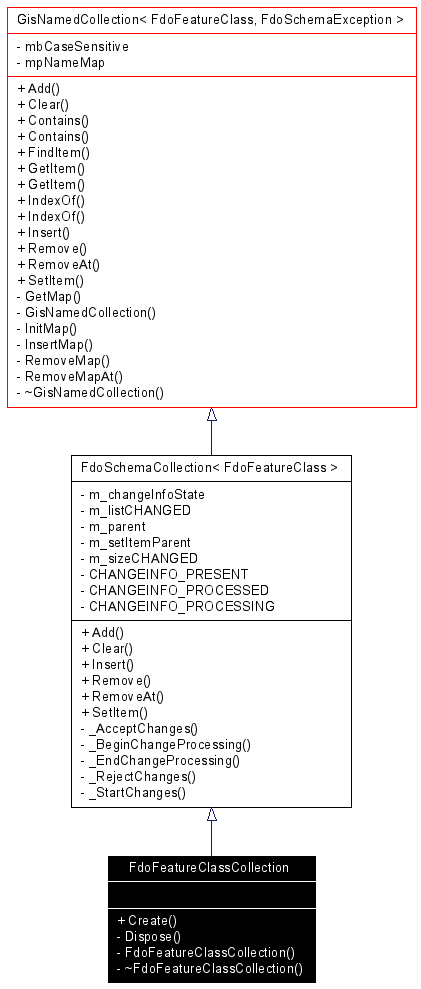 GisNamedCollection< FdoFeatureClass, FdoSchemaException >
- mbCaseSensitive
- mpNameMap
+ Add()
+ Clear()
+ Contains()
+ Contains()
+ FindItem()
+ GetItem()
+ GetItem()
+ IndexOf()
+ IndexOf()
+ Insert()
+ Remove()
+ RemoveAt()
+ SetItem()
- GetMap()
- GisNamedCollection()
- InitMap()
- InsertMap()
- RemoveMap()
- RemoveMapAt()
- ~GisNamedCollection()
FdoSchemaCollection< FdoFeatureClass >
- m_changeInfoState
- m_listCHANGED
- m_parent
- m_setItemParent
- m_sizeCHANGED
- CHANGEINFO_PRESENT
- CHANGEINFO_PROCESSED
- CHANGEINFO_PROCESSING
+ Add()
+ Clear()
+ Insert()
+ Remove()
+ RemoveAt()
+ SetItem()
- _AcceptChanges()
- _BeginChangeProcessing()
- _EndChangeProcessing()
- _RejectChanges()
- _StartChanges()
FdoFeatureClassCollection
+ Create()
- Dispose()
- FdoFeatureClassCollection()
- ~FdoFeatureClassCollection()